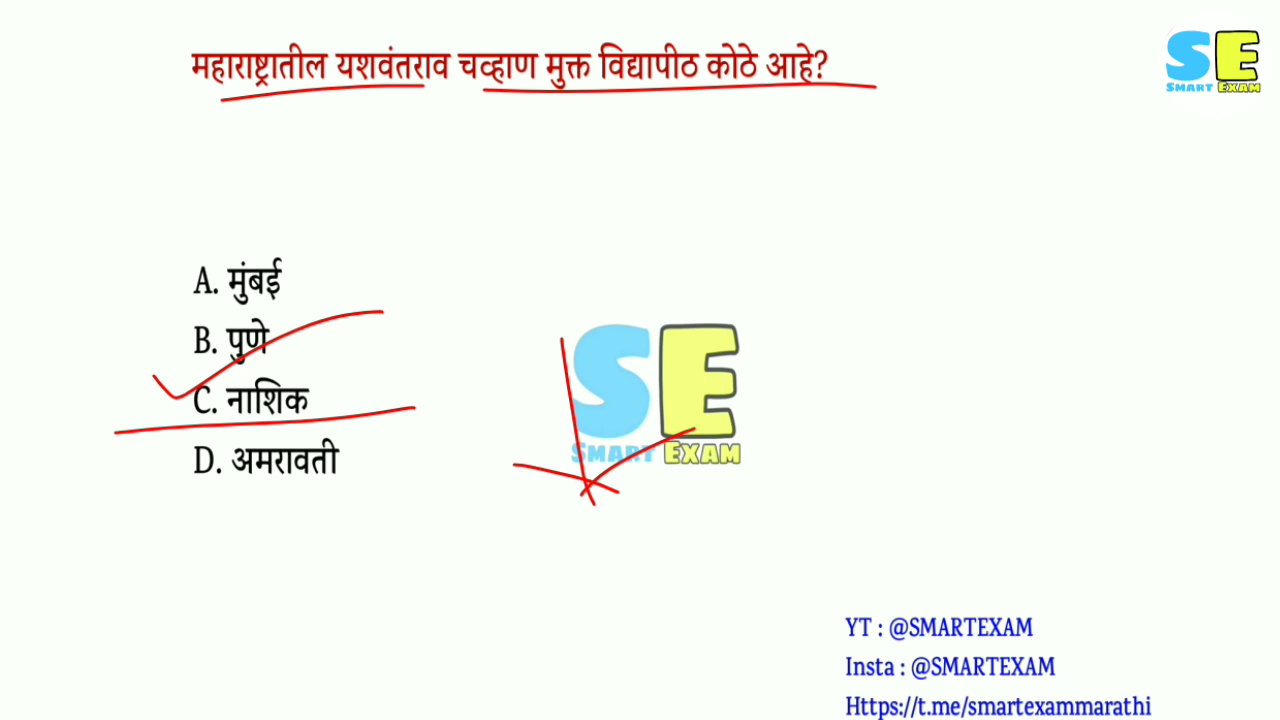 महाराष्ट्रातील यशवंतराव चव्हाण मुक्त विद्यापीठ कोठे आहे?
SE
SMART EXAM
A. मुंबई
B. पुणे
C. नाशिक
D. अमरावती
SE
SMART EXAM
YT : @SMARTEXAM
Insta : @SMARTEXAM
Https://t.me/smartexammarathi